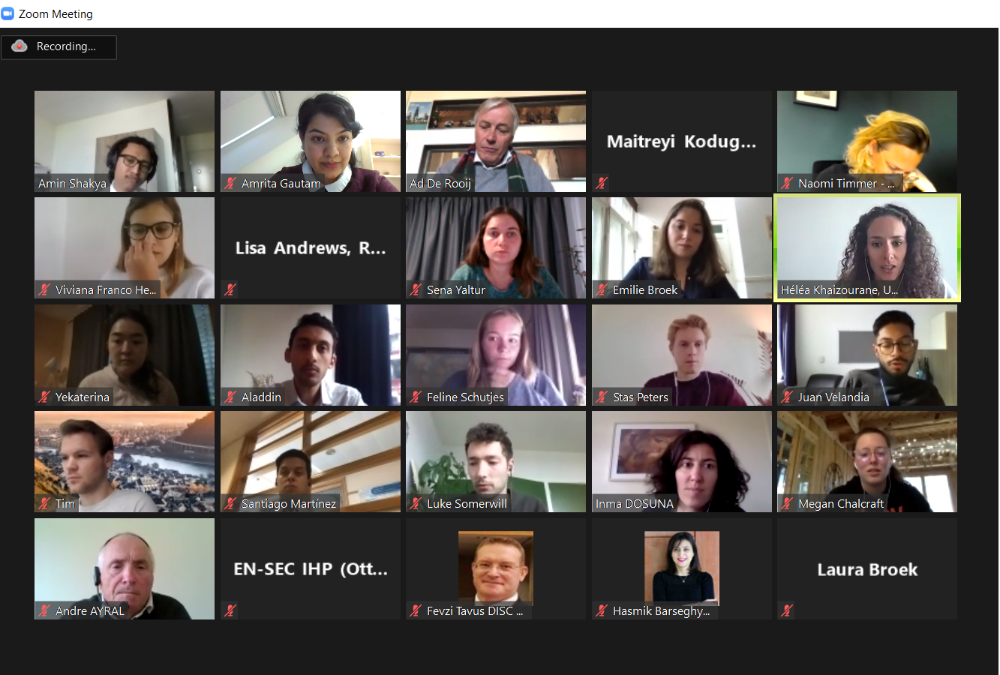 Zoom Meeting
Recording...
Amin Shakya
Amrita Gautam
Ad De Rooij
Maitreyi Kodug...
Naomi Timmer - ...
Viviana Franco He...
Lisa Andrews, R...
Sena Yaltur
Emilie Broek
Héléa Khaizourane, U...
Yekaterina
Aladdin
Feline Schutjes
Stas Peters
Juan Velandia
Tim
Santiago Martínez
Luke Somerwill
Inma DOSUNA
Megan Chalcraft
Andre AYRAL
EN-SEC IHP (Ott...
Fevzi Tavus DISC ...
Hasmik Barseghy...
Laura Broek